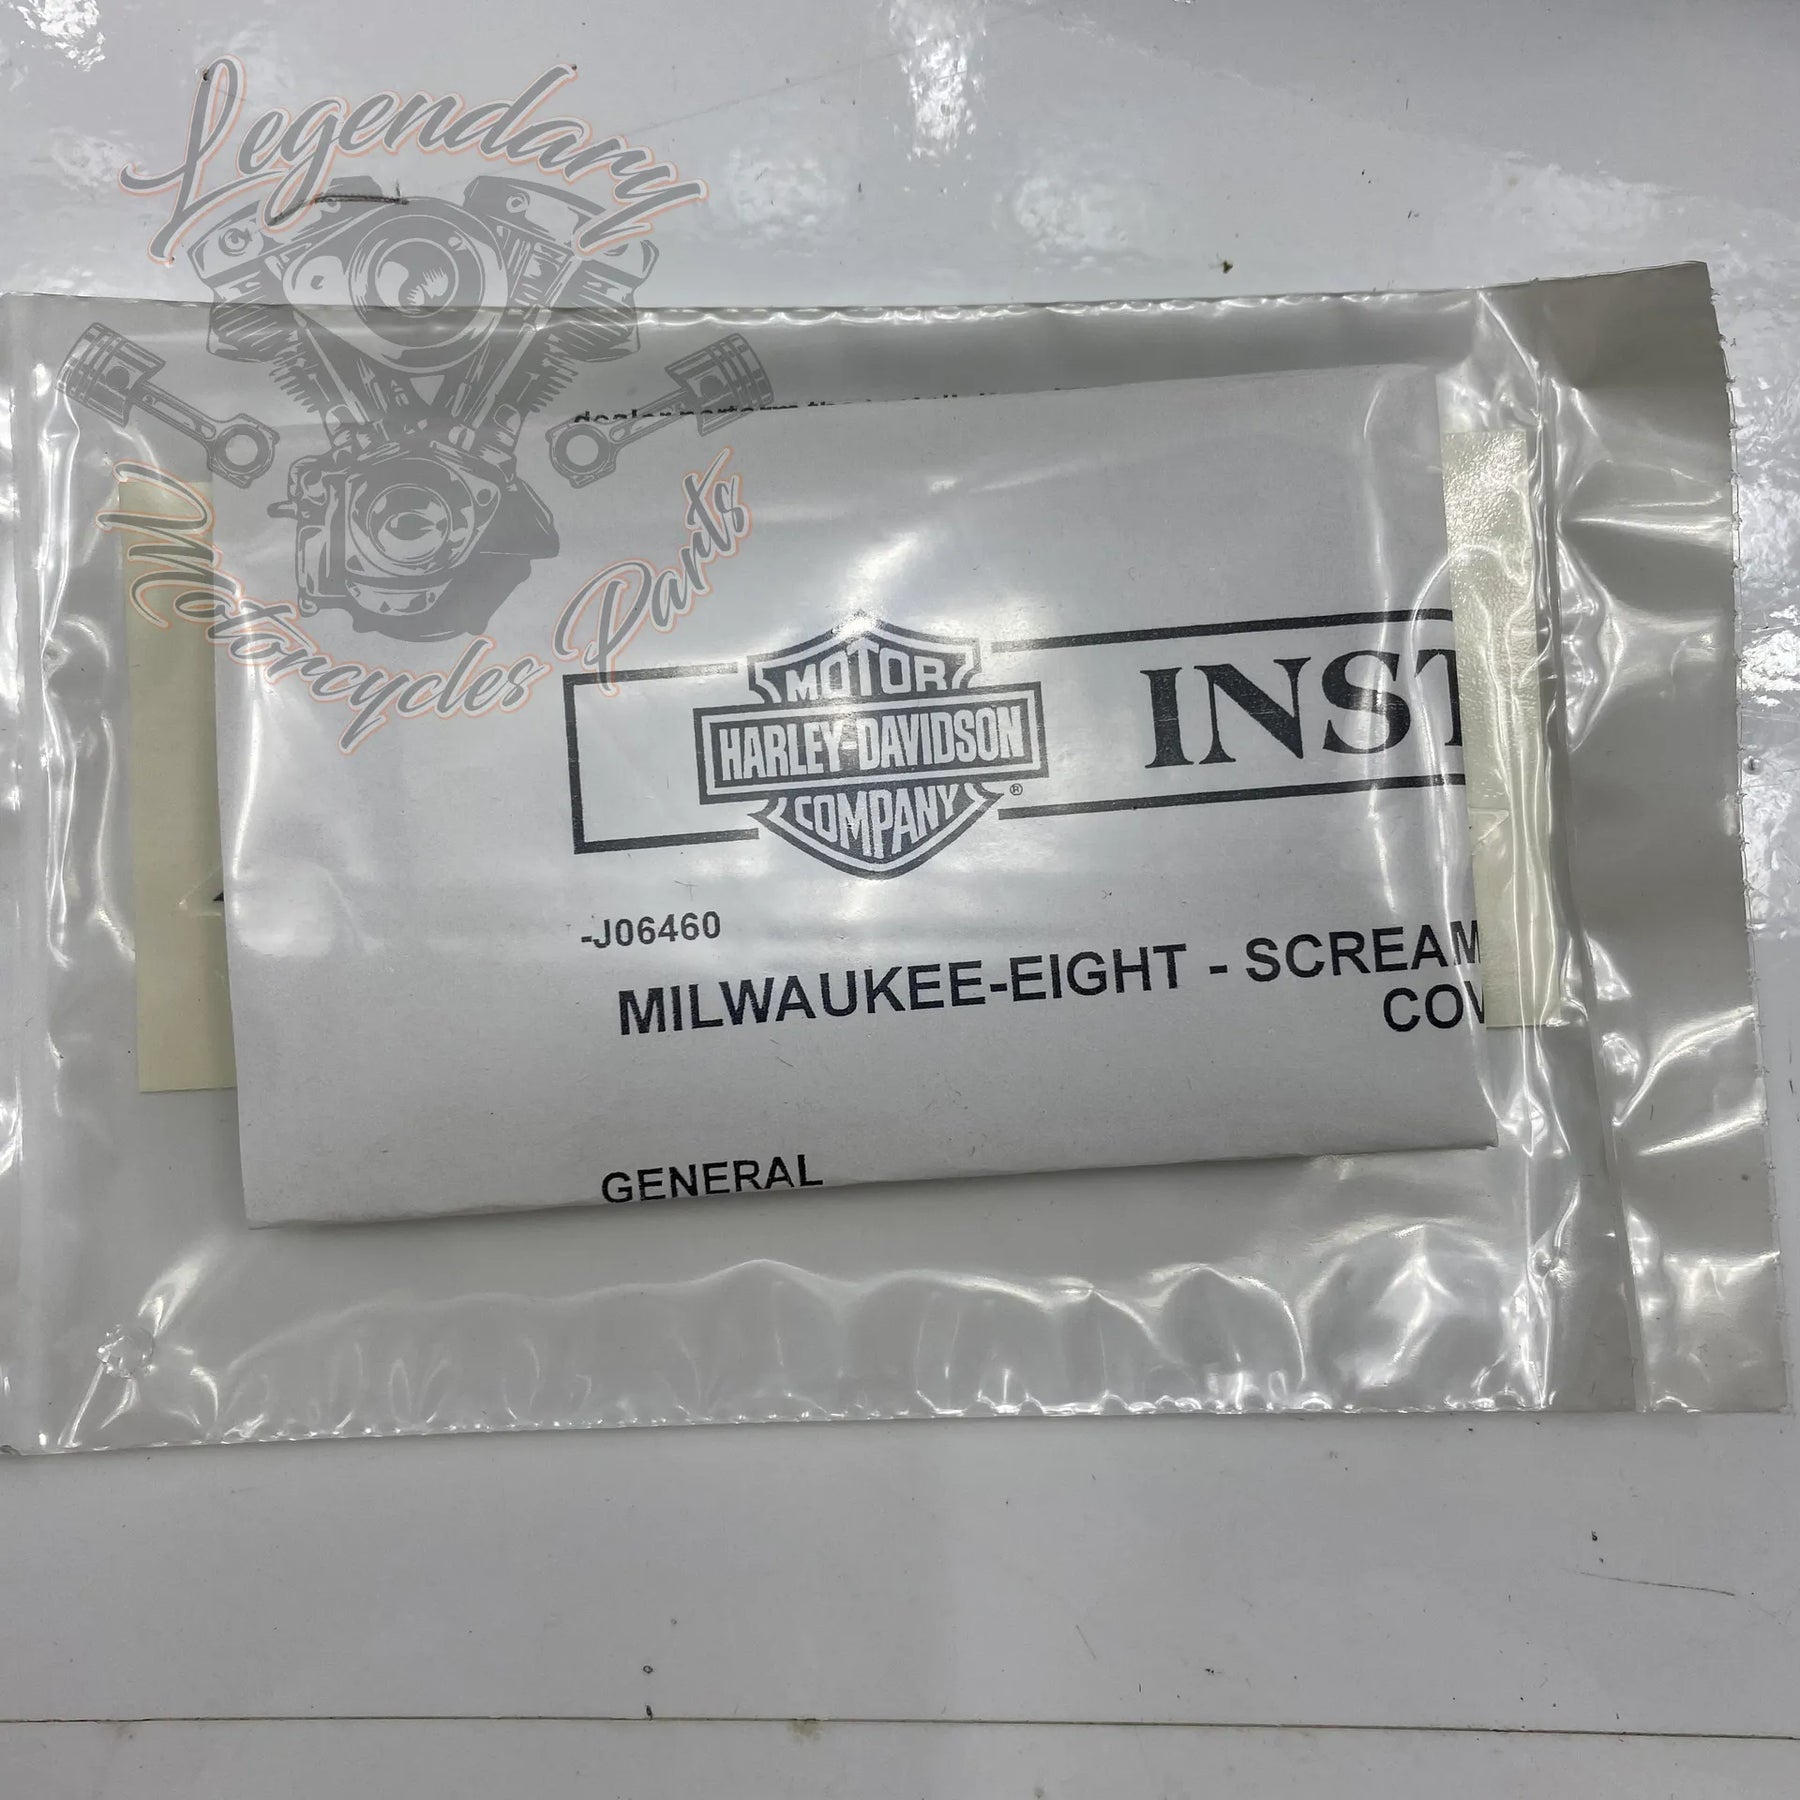 Legendary
Motorcycles Parts
MOTOR
HARLEY-DAVIDSON
COMPANY
®
INST
-J06460
MILWAUKEE-EIGHT - SCREAM
COV
GENERAL